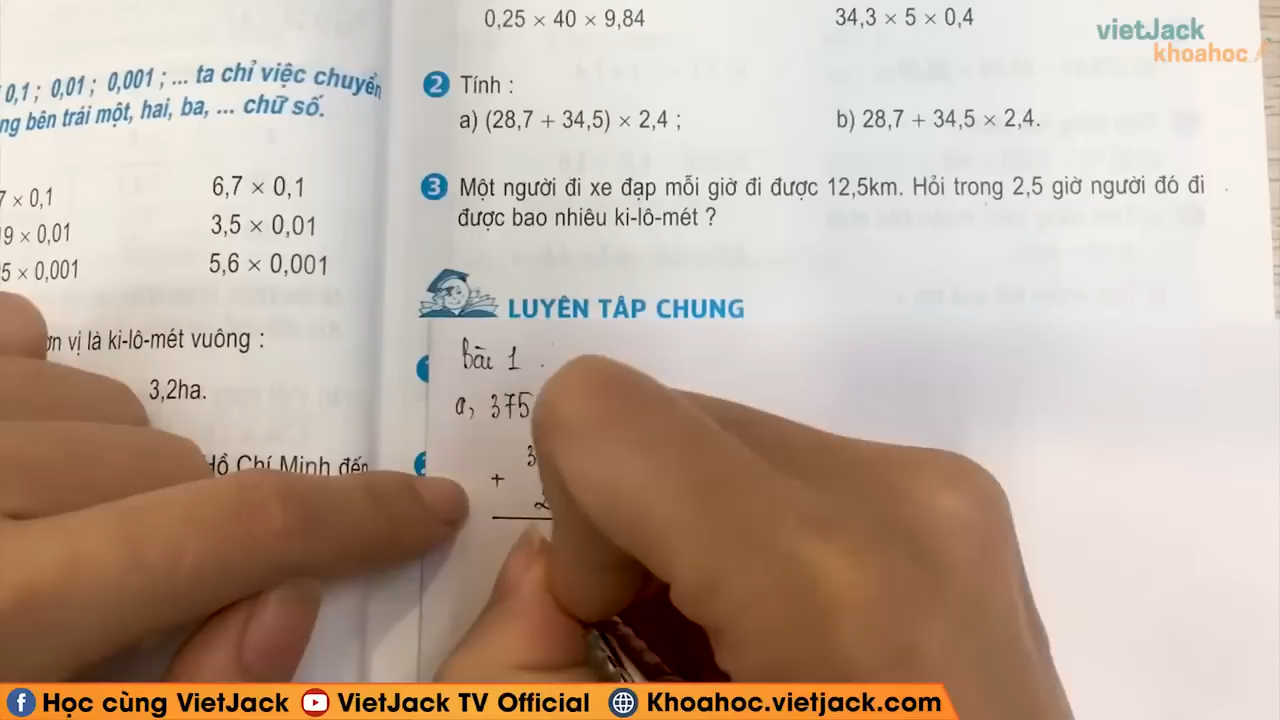 0,1 ; 0,01 ; 0,001 ; ... ta chỉ việc chuyển
bên trái một, hai, ba, ... chữ số.
7 × 0,1
6,7 × 0,1
9 × 0,01
3,5 × 0,01
5 × 0,001
5,6 × 0,001
vị là ki-lô-mét vuông :
3,2ha.
Hồ Chí Minh đến
0,25 × 40 × 9,84
34,3 × 5 × 0,4
2 Tính :
a) (28,7 + 34,5) × 2,4 ;
b) 28,7 + 34,5 × 2,4.
3 Một người đi xe đạp mỗi giờ đi được 12,5km. Hỏi trong 2,5 giờ người đó đi
được bao nhiêu ki-lô-mét ?
LUYỆN TẬP CHUNG
Bài 1
a, 375
3
+
2
vietJack
khoahoc
Học cùng VietJack
VietJack TV Official
Khoahoc.vietjack.com